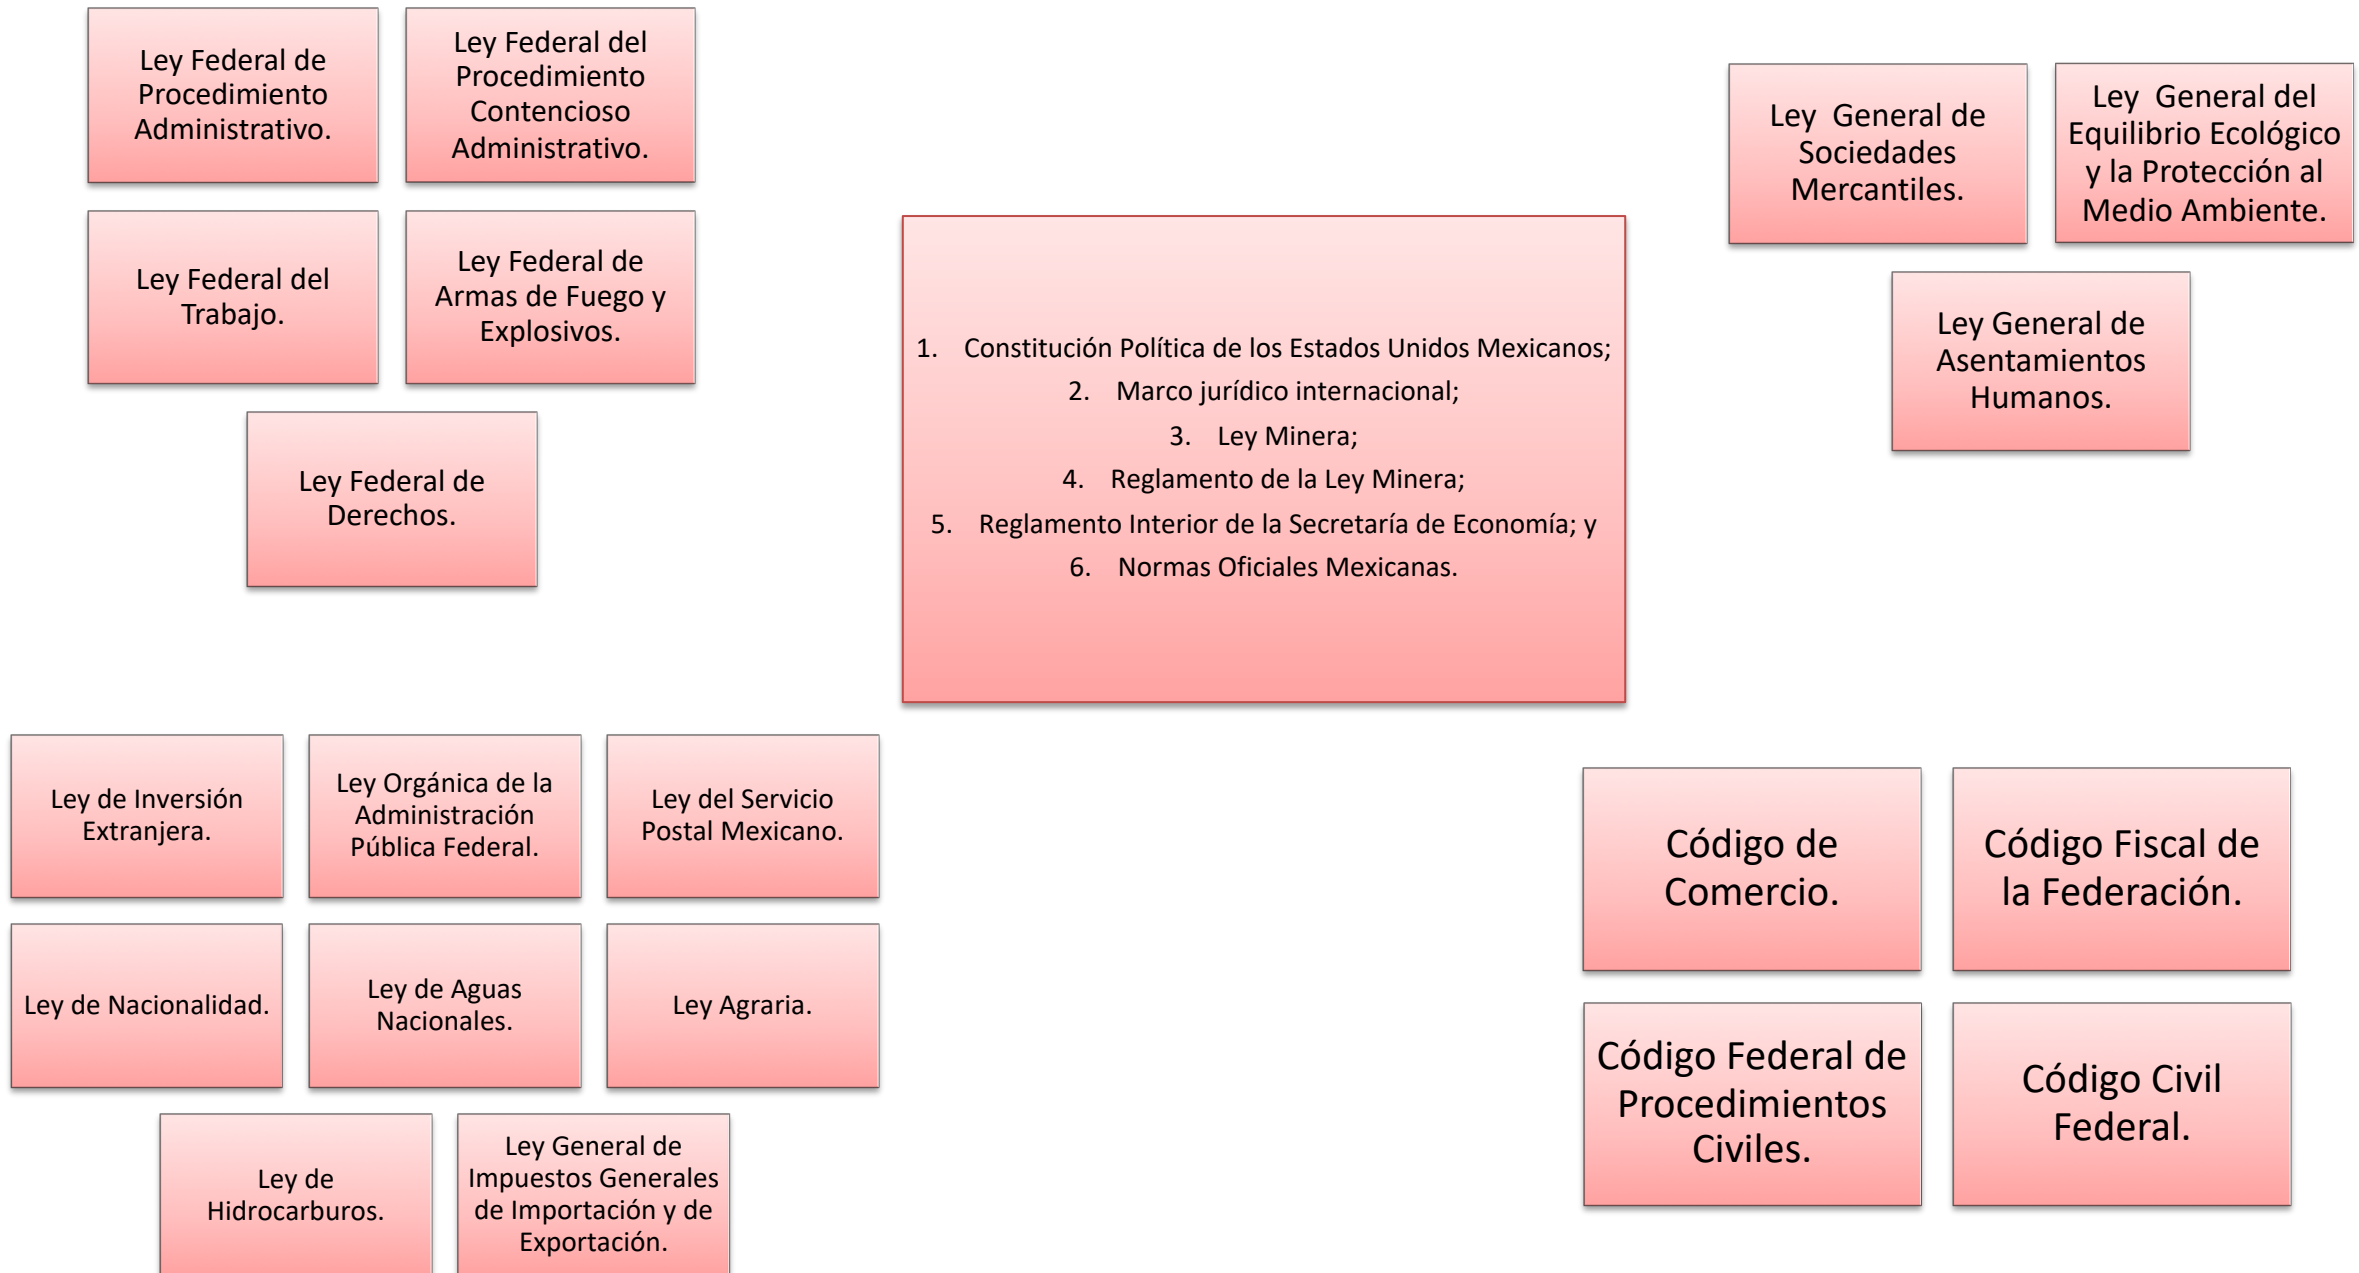 Ley Federal de
Procedimiento
Administrativo.
Ley Federal del
Procedimiento
Contencioso
Administrativo.
Ley Federal del
Trabajo.
Ley Federal de
Armas de Fuego y
Explosivos.
Ley Federal de
Derechos.
1. Constitución Política de los Estados Unidos Mexicanos;
2. Marco jurídico internacional;
3. Ley Minera;
4. Reglamento de la Ley Minera;
5. Reglamento Interior de la Secretaría de Economía; y
6. Normas Oficiales Mexicanas.
Ley General de
Sociedades
Mercantiles.
Ley General del
Equilibrio Ecológico
y la Protección al
Medio Ambiente.
Ley General de
Asentamientos
Humanos.
Ley de Inversión
Extranjera.
Ley Orgánica de la
Administración
Pública Federal.
Ley del Servicio
Postal Mexicano.
Ley de Nacionalidad.
Ley de Aguas
Nacionales.
Ley Agraria.
Ley de
Hidrocarburos.
Ley General de
Impuestos Generales
de Importación y de
Exportación.
Código de
Comercio.
Código Fiscal de
la Federación.
Código Federal de
Procedimientos
Civiles.
Código Civil
Federal.